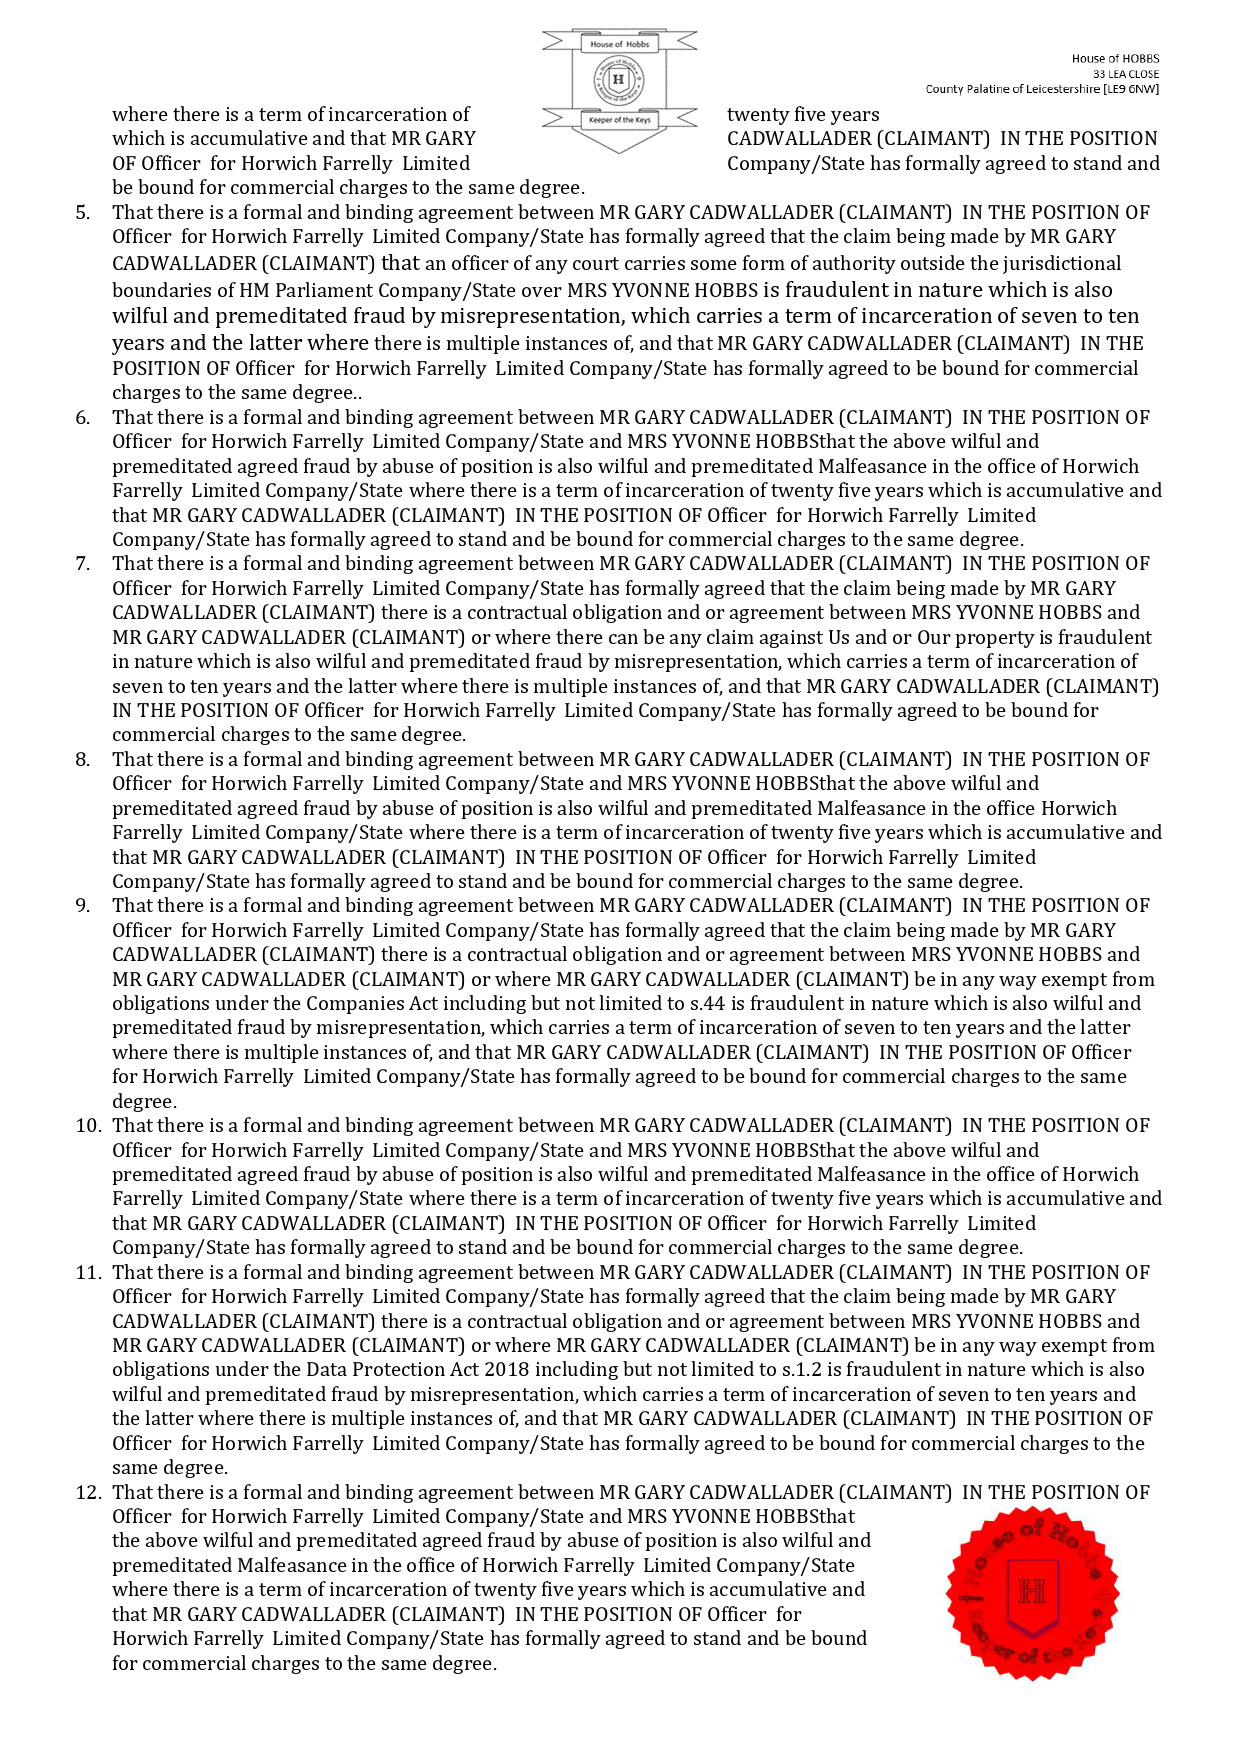 House of Hobbs
H
Keeper of the Keys
House of HOBBS
33 LEA CLOSE
County Palatine of Leicestershire [LE9 6NW]
where there is a term of incarceration of twenty five years
which is accumulative and that MR GARY CADWALLADER (CLAIMANT) IN THE POSITION
OF Officer for Horwich Farrelly Limited Company/State has formally agreed to stand and
be bound for commercial charges to the same degree.
5. That there is a formal and binding agreement between MR GARY CADWALLADER (CLAIMANT) IN THE POSITION OF
Officer for Horwich Farrelly Limited Company/State has formally agreed that the claim being made by MR GARY
CADWALLADER (CLAIMANT) that an officer of any court carries some form of authority outside the jurisdictional
boundaries of HM Parliament Company/State over MRS YVONNE HOBBS is fraudulent in nature which is also
wilful and premeditated fraud by misrepresentation, which carries a term of incarceration of seven to ten
years and the latter where there is multiple instances of, and that MR GARY CADWALLADER (CLAIMANT) IN THE
POSITION OF Officer for Horwich Farrelly Limited Company/State has formally agreed to be bound for commercial
charges to the same degree..
6. That there is a formal and binding agreement between MR GARY CADWALLADER (CLAIMANT) IN THE POSITION OF
Officer for Horwich Farrelly Limited Company/State and MRS YVONNE HOBBSthat the above wilful and
premeditated agreed fraud by abuse of position is also wilful and premeditated Malfeasance in the office of Horwich
Farrelly Limited Company/State where there is a term of incarceration of twenty five years which is accumulative and
that MR GARY CADWALLADER (CLAIMANT) IN THE POSITION OF Officer for Horwich Farrelly Limited
Company/State has formally agreed to stand and be bound for commercial charges to the same degree.
7. That there is a formal and binding agreement between MR GARY CADWALLADER (CLAIMANT) IN THE POSITION OF
Officer for Horwich Farrelly Limited Company/State has formally agreed that the claim being made by MR GARY
CADWALLADER (CLAIMANT) there is a contractual obligation and or agreement between MRS YVONNE HOBBS and
MR GARY CADWALLADER (CLAIMANT) or where there can be any claim against Us and or Our property is fraudulent
in nature which is also wilful and premeditated fraud by misrepresentation, which carries a term of incarceration of
seven to ten years and the latter where there is multiple instances of, and that MR GARY CADWALLADER (CLAIMANT)
IN THE POSITION OF Officer for Horwich Farrelly Limited Company/State has formally agreed to be bound for
commercial charges to the same degree.
8. That there is a formal and binding agreement between MR GARY CADWALLADER (CLAIMANT) IN THE POSITION OF
Officer for Horwich Farrelly Limited Company/State and MRS YVONNE HOBBSthat the above wilful and
premeditated agreed fraud by abuse of position is also wilful and premeditated Malfeasance in the office Horwich
Farrelly Limited Company/State where there is a term of incarceration of twenty five years which is accumulative and
that MR GARY CADWALLADER (CLAIMANT) IN THE POSITION OF Officer for Horwich Farrelly Limited
Company/State has formally agreed to stand and be bound for commercial charges to the same degree.
9. That there is a formal and binding agreement between MR GARY CADWALLADER (CLAIMANT) IN THE POSITION OF
Officer for Horwich Farrelly Limited Company/State has formally agreed that the claim being made by MR GARY
CADWALLADER (CLAIMANT) there is a contractual obligation and or agreement between MRS YVONNE HOBBS and
MR GARY CADWALLADER (CLAIMANT) or where MR GARY CADWALLADER (CLAIMANT) be in any way exempt from
obligations under the Companies Act including but not limited to s.44 is fraudulent in nature which is also wilful and
premeditated fraud by misrepresentation, which carries a term of incarceration of seven to ten years and the latter
where there is multiple instances of, and that MR GARY CADWALLADER (CLAIMANT) IN THE POSITION OF Officer
for Horwich Farrelly Limited Company/State has formally agreed to be bound for commercial charges to the same
degree.
10. That there is a formal and binding agreement between MR GARY CADWALLADER (CLAIMANT) IN THE POSITION OF
Officer for Horwich Farrelly Limited Company/State and MRS YVONNE HOBBSthat the above wilful and
premeditated agreed fraud by abuse of position is also wilful and premeditated Malfeasance in the office of Horwich
Farrelly Limited Company/State where there is a term of incarceration of twenty five years which is accumulative and
that MR GARY CADWALLADER (CLAIMANT) IN THE POSITION OF Officer for Horwich Farrelly Limited
Company/State has formally agreed to stand and be bound for commercial charges to the same degree.
11. That there is a formal and binding agreement between MR GARY CADWALLADER (CLAIMANT) IN THE POSITION OF
Officer for Horwich Farrelly Limited Company/State has formally agreed that the claim being made by MR GARY
CADWALLADER (CLAIMANT) there is a contractual obligation and or agreement between MRS YVONNE HOBBS and
MR GARY CADWALLADER (CLAIMANT) or where MR GARY CADWALLADER (CLAIMANT) be in any way exempt from
obligations under the Data Protection Act 2018 including but not limited to s.1.2 is fraudulent in nature which is also
wilful and premeditated fraud by misrepresentation, which carries a term of incarceration of seven to ten years and
the latter where there is multiple instances of, and that MR GARY CADWALLADER (CLAIMANT) IN THE POSITION OF
Officer for Horwich Farrelly Limited Company/State has formally agreed to be bound for commercial charges to the
same degree.
12. That there is a formal and binding agreement between MR GARY CADWALLADER (CLAIMANT) IN THE POSITION OF
Officer for Horwich Farrelly Limited Company/State and MRS YVONNE HOBBSthat
the above wilful and premeditated agreed fraud by abuse of position is also wilful and
premeditated Malfeasance in the office of Horwich Farrelly Limited Company/State
where there is a term of incarceration of twenty five years which is accumulative and
that MR GARY CADWALLADER (CLAIMANT) IN THE POSITION OF Officer for
Horwich Farrelly Limited Company/State has formally agreed to stand and be bound
for commercial charges to the same degree.
House of Hobbs
H
Keeper of the Keys